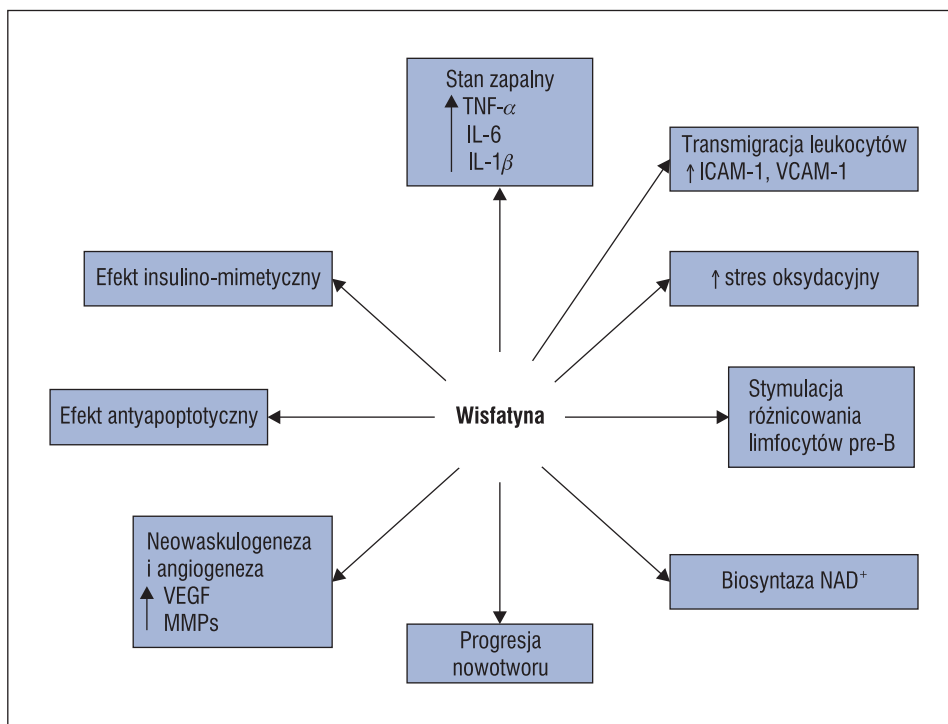 Stan zapalny
↑ TNF-α
IL-6
IL-1β
Transmigracja leukocytów
↑ ICAM-1, VCAM-1
Efekt insulino-mimetyczny
↑ stres oksydacyjny
Efekt antyapoptotyczny
Wisfatyna
Stymulacja
różnicowania
limfocytów pre-B
Neowaskulogeneza
i angiogeneza
↑ VEGF
MMPs
Progresja
nowotworu
Biosyntaza NAD⁺